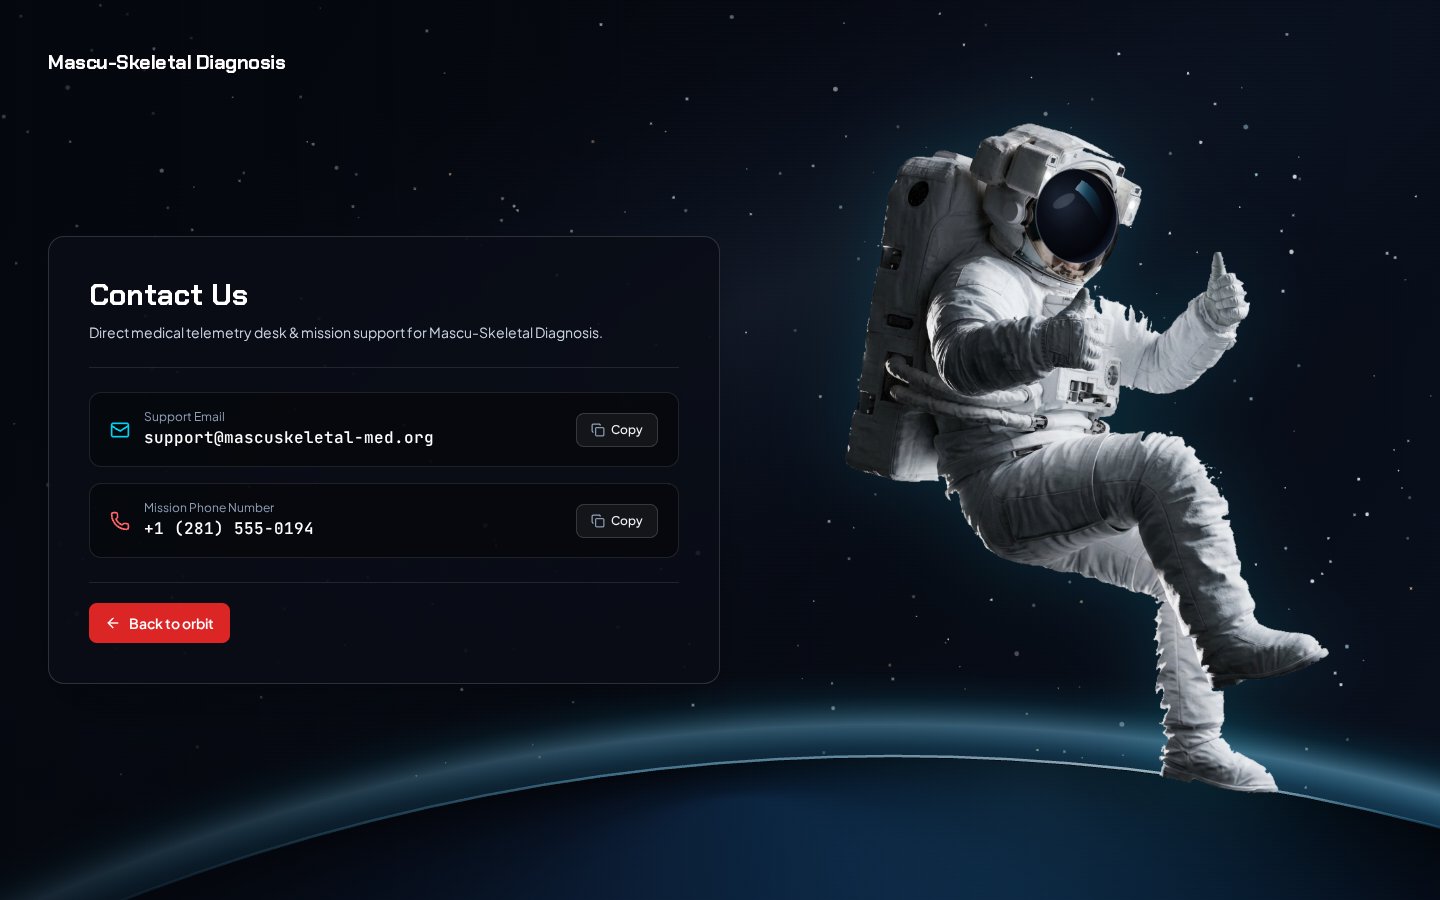 Mascu-Skeletal Diagnosis
Contact Us
Direct medical telemetry desk & mission support for Mascu-Skeletal Diagnosis.
Support Email
support@mascuskeletal-med.org
Copy
Mission Phone Number
+1 (281) 555-0194
Copy
Back to orbit